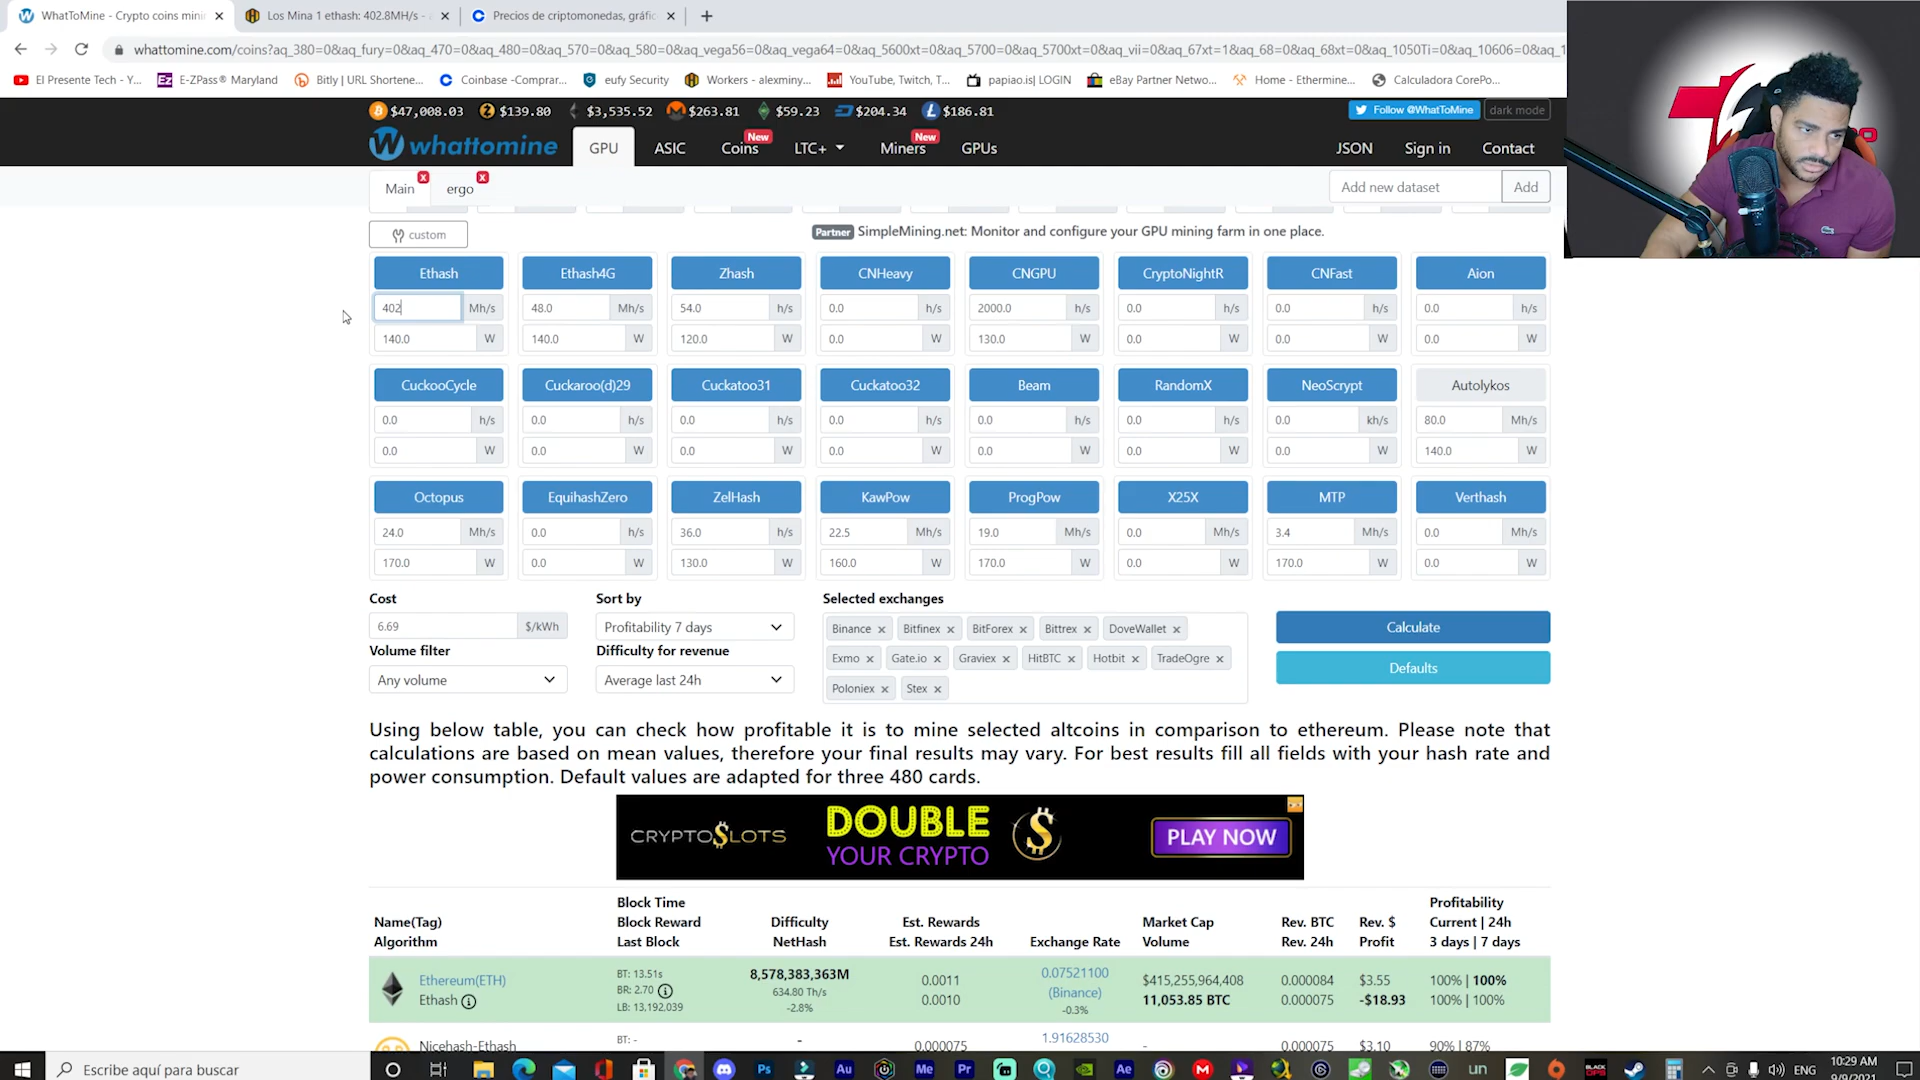 WhatToMine - Crypto coins mini
Los Mina 1 ethash: 402.8MH/s -
Precios de criptomonedas, gráfic
whattomine.com/coins?aq_380=0&aq_fury=0&aq_470=0&aq_480=0&aq_570=0&aq_580=0&aq_vega56=0&aq_vega64=0&aq_5600xt=0&aq_5700=0&aq_5700xt=0&aq_vii=0&aq_67xt=1&aq_68=0&aq_68xt=0&aq_1050Ti=0&aq_10606=0&aq_1
El Presente Tech - Y... E-ZPass® Maryland Bitly | URL Shortene... Coinbase -Comprar... eufy Security Workers - alexminy... YouTube, Twitch, T... papiao.is| LOGIN eBay Partner Netwo... Home - Ethermine... Calculadora CorePo...
$47,008.03 $139.80 $3,535.52 $263.81 $59.23 $204.34 $186.81 Follow @WhatToMine dark mode
whattomine GPU ASIC Coins New LTC+ Miners New GPUs JSON Sign in Contact
Main x ergo x Add new dataset Add
custom Partner SimpleMining.net: Monitor and configure your GPU mining farm in one place.
Ethash Ethash4G Zhash CNHeavy CNGPU CryptoNightR CNFast Aion
402 Mh/s 48.0 Mh/s 54.0 h/s 0.0 h/s 2000.0 h/s 0.0 h/s 0.0 h/s 0.0 h/s
140.0 W 140.0 W 120.0 W 0.0 W 130.0 W 0.0 W 0.0 W 0.0 W
CuckooCycle Cuckaroo(d)29 Cuckatoo31 Cuckatoo32 Beam RandomX NeoScrypt Autolykos
0.0 h/s 0.0 h/s 0.0 h/s 0.0 h/s 0.0 h/s 0.0 h/s 0.0 kh/s 80.0 Mh/s
0.0 W 0.0 W 0.0 W 0.0 W 0.0 W 0.0 W 0.0 W 140.0 W
Octopus EquihashZero ZelHash KawPow ProgPow X25X MTP Verthash
24.0 Mh/s 0.0 h/s 36.0 h/s 22.5 Mh/s 19.0 Mh/s 0.0 Mh/s 3.4 Mh/s 0.0 Mh/s
170.0 W 0.0 W 130.0 W 160.0 W 170.0 W 0.0 W 170.0 W 0.0 W
Cost Sort by Selected exchanges
6.69 $/kWh Profitability 7 days Binance × Bitfinex × BitForex × Bittrex × DoveWallet × Calculate
Volume filter Difficulty for revenue Exmo × Gate.io × Graviex × HitBTC × Hotbit × TradeOgre × Defaults
Any volume Average last 24h Poloniex × Stex ×
Using below table, you can check how profitable it is to mine selected altcoins in comparison to ethereum. Please note that
calculations are based on mean values, therefore your final results may vary. For best results fill all fields with your hash rate and
power consumption. Default values are adapted for three 480 cards.
CRYPTO$LOTS DOUBLE YOUR CRYPTO $ PLAY NOW
Name(Tag) Algorithm
Block Time Block Reward Last Block
Difficulty NetHash
Est. Rewards Est. Rewards 24h
Exchange Rate
Market Cap Volume
Rev. BTC Rev. 24h
Rev. $ Profit
Profitability Current | 24h 3 days | 7 days
Ethereum(ETH) BT: 13.51s 8,578,383,363M 0.0011 0.07521100 $415,255,964,408 0.000084 $3.55 100% | 100%
Ethash BR: 2.70 634.80 Th/s 0.0010 (Binance) 11,053.85 BTC 0.000075 -$18.93 100% | 100%
LB: 13,192,039 -2.8% -0.3%
Nicehash-Ethash BT: - - 0.000075 1.91628530 - 0.000075 $3.10 90% | 87%
Escribe aquí para buscar ENG 10:29 AM
9/9/2021